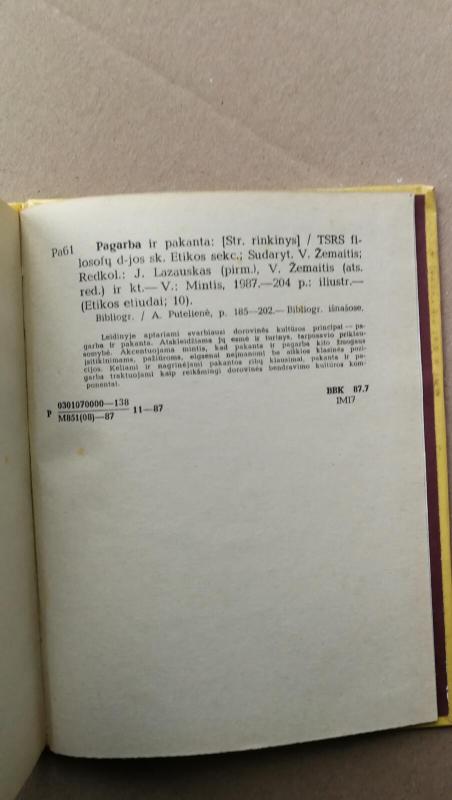 Pa61
Pagarba ir pakanta: [Str. rinkinys] / TSRS fi-
losofų d-jos sk. Etikos sekc.; Sudaryt. V. Žemaitis;
Redkol.: J. Lazauskas (pirm.), V. Žemaitis (ats.
red.) ir kt.— V.: Mintis, 1987.—204 p.: iliustr.—
(Etikos etiudai; 10).
Bibliogr. / A. Putelienė, p. 185—202.— Bibliogr. išnašose.
Leidinyje aptariami svarbiausi dorovinės kultūros principai — pa-
garba ir pakanta. Atskleidžiama jų esmė ir turinys, tarpusavio priklau-
somybė. Akcentuojama mintis, kad pakanta ir pagarba kito žmogaus
įsitikinimams, pažiūroms, elgsenai neįmanomi be aiškios klasinės pozi-
cijos. Keliami ir nagrinėjami pakantos ribų klausimai, pakanta ir pa-
garba traktuojami kaip reikšmingi dorovinės bendravimo kultūros kom-
ponentai.
P 0301070000—138
M851(08)—87
11—87
BBK 87.7
1M17